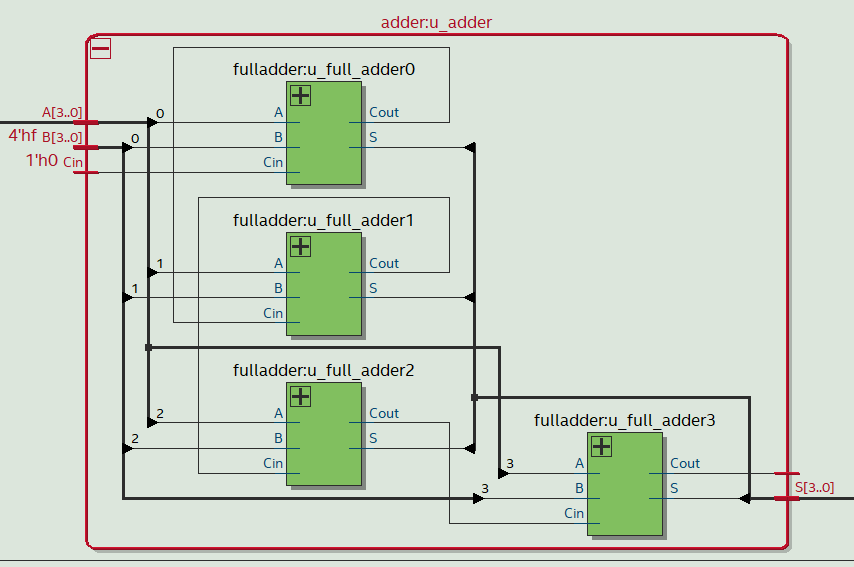 adder:u_adder
fulladder:u_full_adder0
A[3..0]
0
A
Cout
4'hf B[3..0]
0
B
S
1'h0 Cin
Cin
fulladder:u_full_adder1
1
A
Cout
1
B
S
Cin
fulladder:u_full_adder2
2
A
Cout
2
B
S
Cin
fulladder:u_full_adder3
3
A
Cout
3
B
S
S[3..0]
Cin